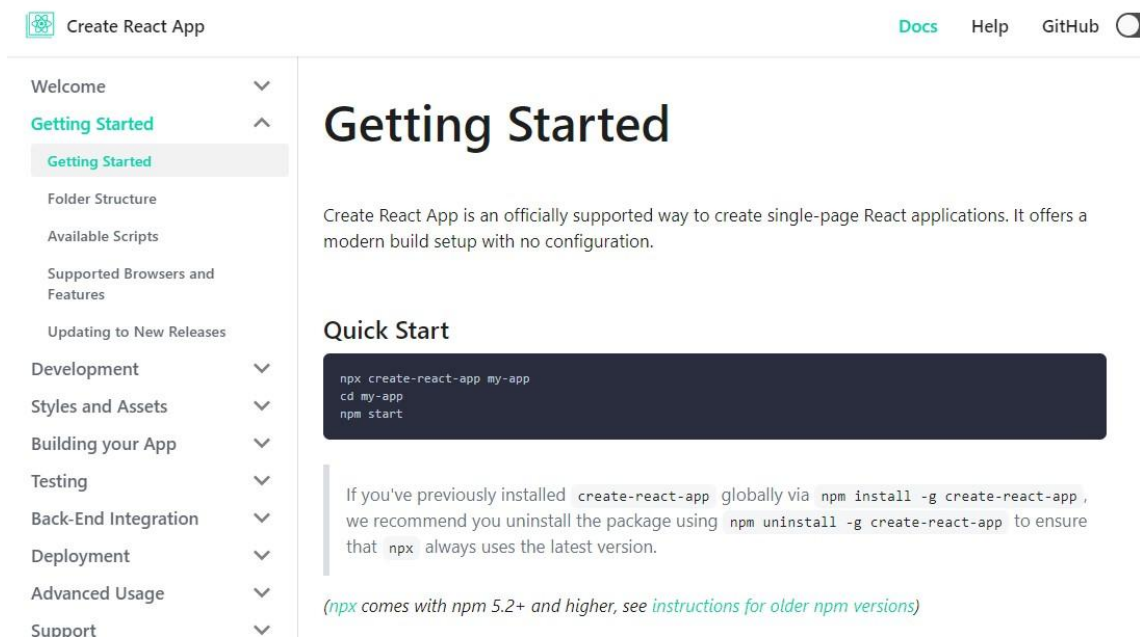 Create React App
Docs
Help
GitHub
Welcome
Getting Started
Getting Started
Folder Structure
Available Scripts
Supported Browsers and
Features
Updating to New Releases
Development
Styles and Assets
Building your App
Testing
Back-End Integration
Deployment
Advanced Usage
Support
Getting Started
Create React App is an officially supported way to create single-page React applications. It offers a
modern build setup with no configuration.
Quick Start
npx create-react-app my-app
cd my-app
npm start
If you've previously installed create-react-app globally via npm install -g create-react-app ,
we recommend you uninstall the package using npm uninstall -g create-react-app to ensure
that npx always uses the latest version.
(npx comes with npm 5.2+ and higher, see instructions for older npm versions)